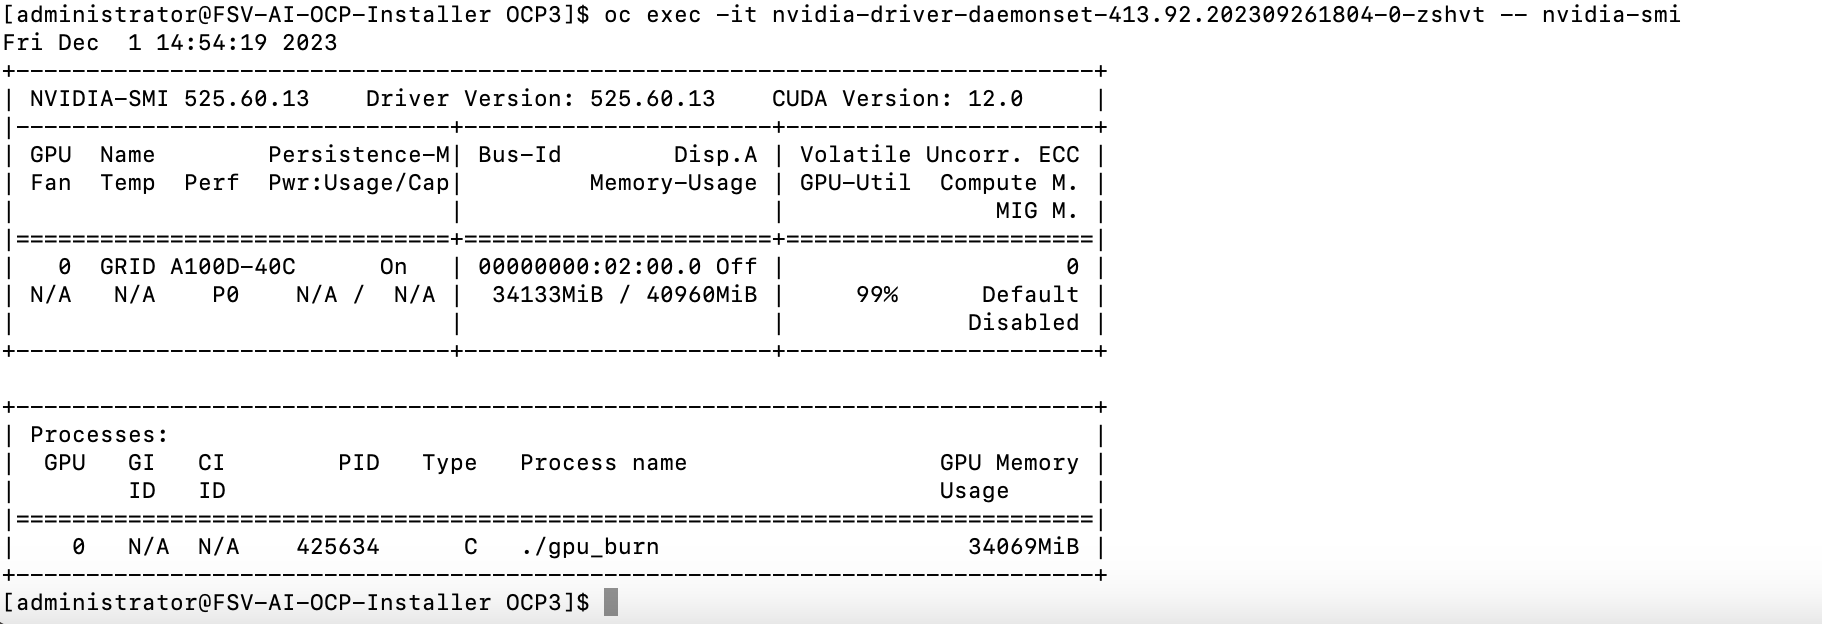 [administrator@FSV-AI-OCP-Installer OCP3]$ oc exec -it nvidia-driver-daemonset-413.92.202309261804-0-zshvt -- nvidia-smi
Fri Dec  1 14:54:19 2023
+-----------------------------------------------------------------------------+
| NVIDIA-SMI 525.60.13    Driver Version: 525.60.13    CUDA Version: 12.0     |
|-------------------------------+----------------------+----------------------+
| GPU  Name        Persistence-M| Bus-Id        Disp.A | Volatile Uncorr. ECC |
| Fan  Temp  Perf  Pwr:Usage/Cap|         Memory-Usage | GPU-Util  Compute M. |
|                               |                      |               MIG M. |
|===============================+======================+======================|
|   0  GRID A100D-40C      On   | 00000000:02:00.0 Off |                    0 |
| N/A   N/A    P0     N/A /  N/A |  34133MiB / 40960MiB |     99%      Default |
|                               |                      |             Disabled |
+-------------------------------+----------------------+----------------------+

+-----------------------------------------------------------------------------+
| Processes:                                                                  |
|  GPU   GI   CI        PID   Type   Process name                  GPU Memory |
|        ID   ID                                                   Usage      |
|=============================================================================|
|    0   N/A  N/A    425634      C   ./gpu_burn                      34069MiB |
+-----------------------------------------------------------------------------+
[administrator@FSV-AI-OCP-Installer OCP3]$